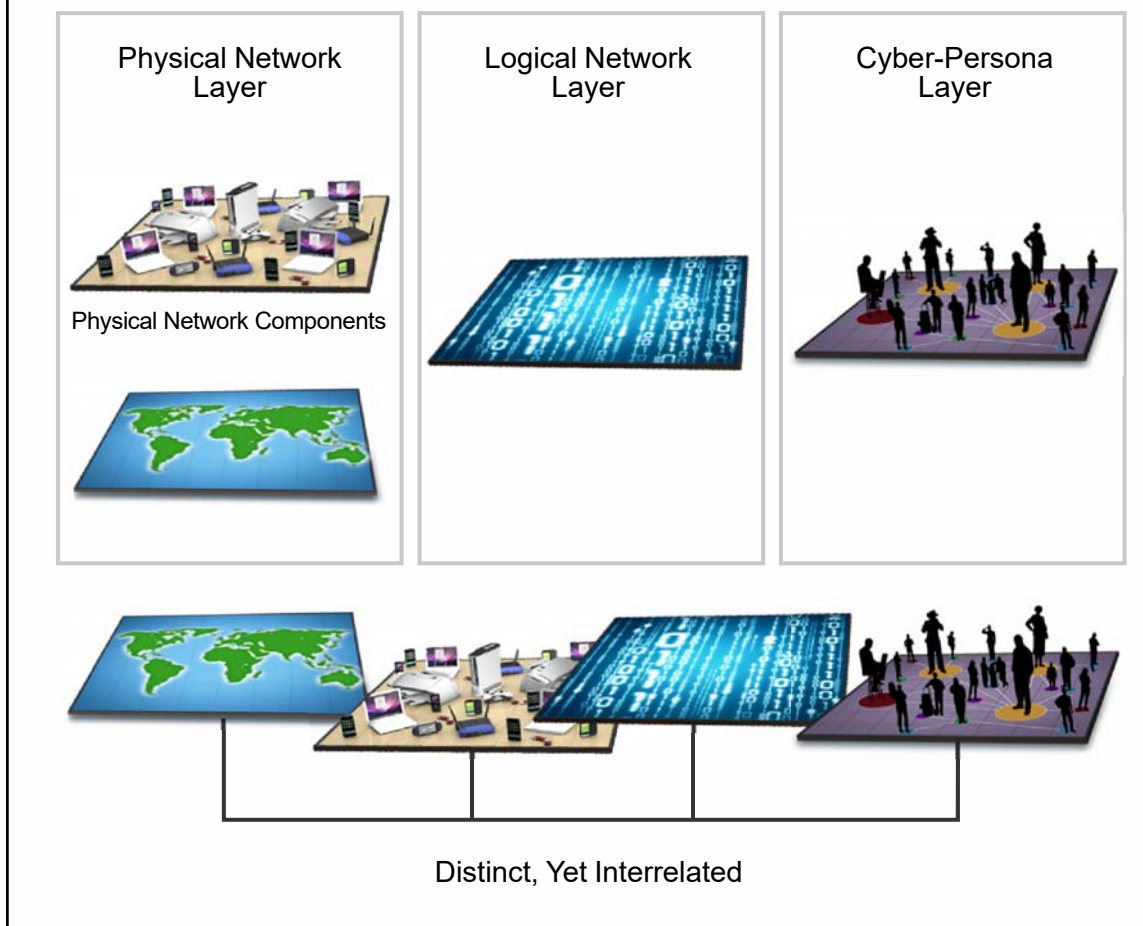 Physical Network
Layer
Logical Network
Layer
Cyber-Persona
Layer
Physical Network Components
Distinct, Yet Interrelated